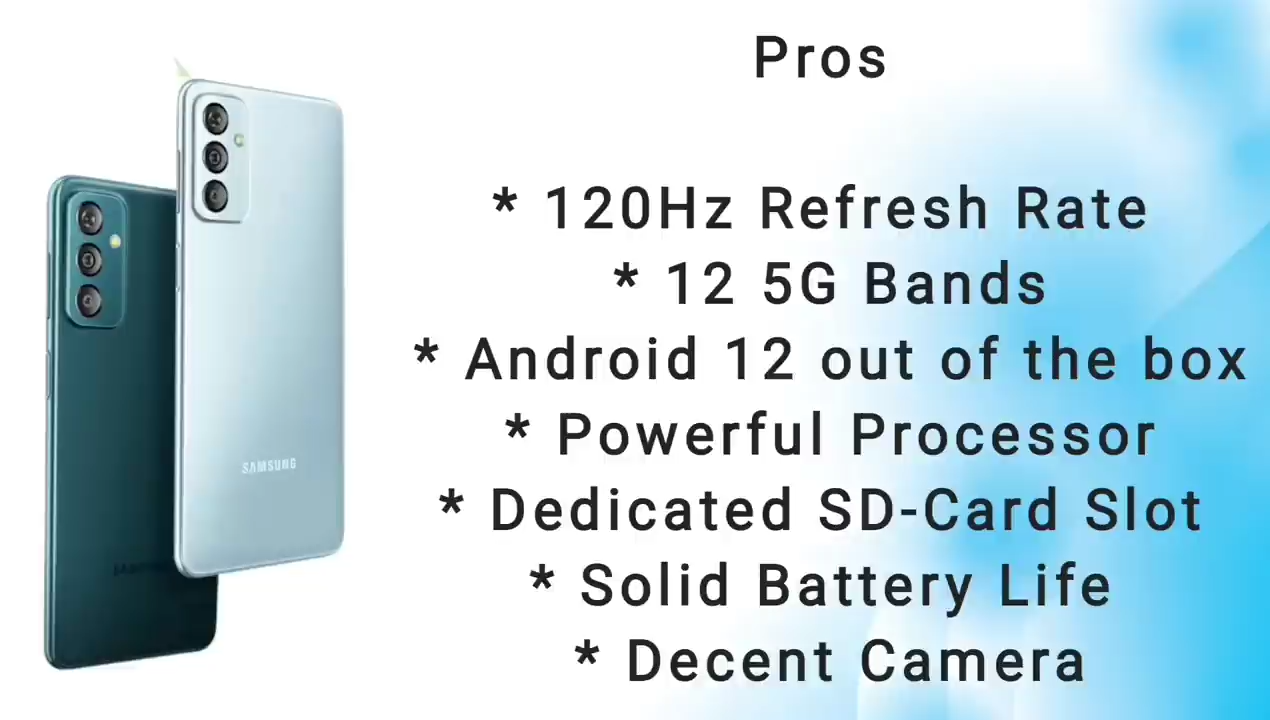 Pros
* 120Hz Refresh Rate
* 12 5G Bands
* Android 12 out of the box
* Powerful Processor
* Dedicated SD-Card Slot
* Solid Battery Life
* Decent Camera
SAMSUNG